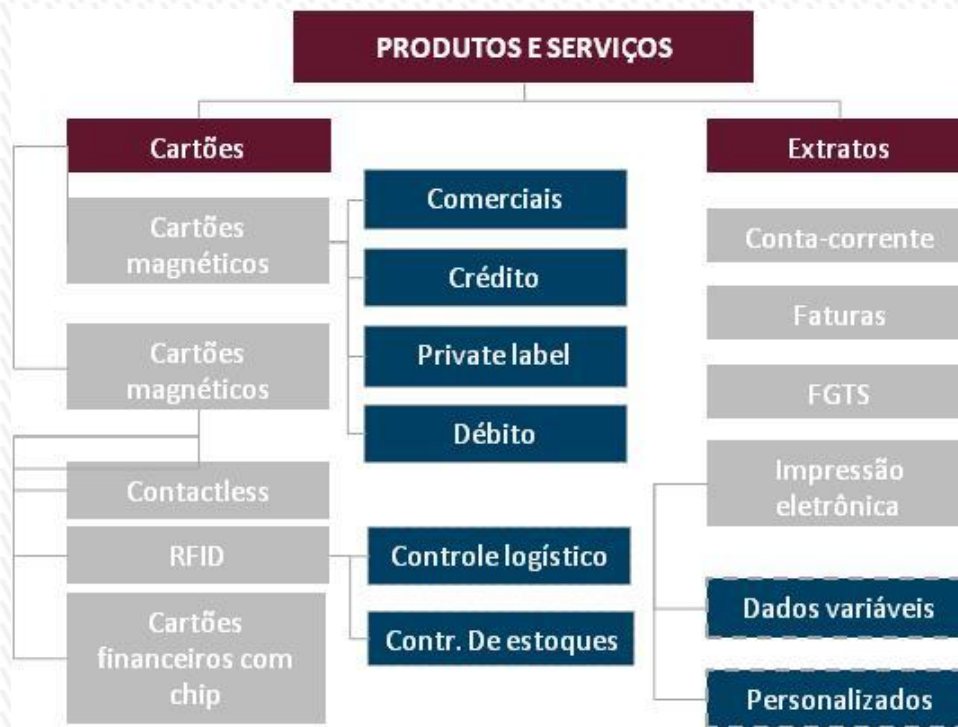 PRODUTOS E SERVIÇOS
Cartões
Cartões
magnéticos
Comerciais
Crédito
Private label
Débito
Cartões
magnéticos
Contactless
RFID
Controle logístico
Contr. De estoques
Cartões
financeiros com
chip
Extratos
Conta-corrente
Faturas
FGTS
Impressão
eletrônica
Dados variáveis
Personalizados